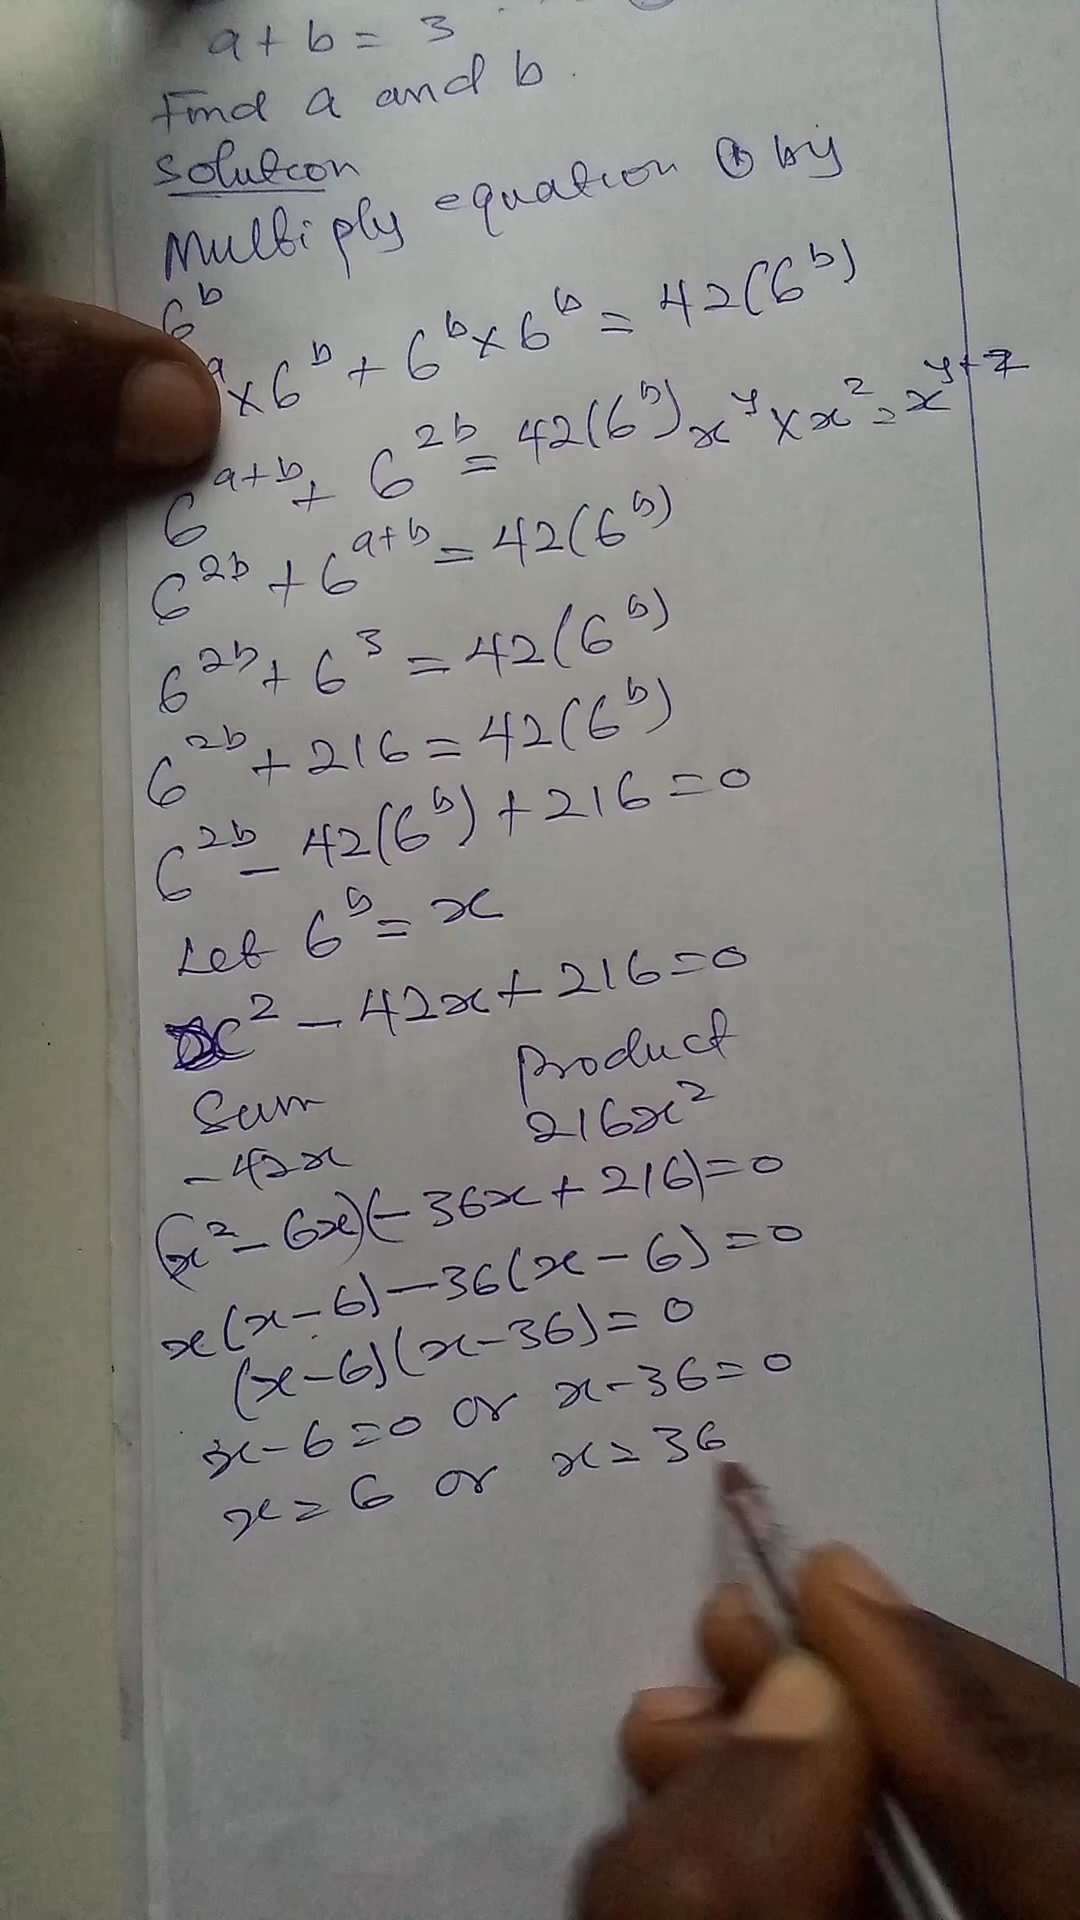 a + b = 3
Find a and b.
Solution
Multiply equation ① by
6^b
^a × 6^b + 6^b × 6^b = 42(6^b)
6^{a+b} + 6^{2b} = 42(6^b) x^y × x^z = x^{y+z}
6^{2b} + 6^{a+b} = 42(6^b)
6^{2b} + 6^3 = 42(6^b)
6^{2b} + 216 = 42(6^b)
6^{2b} - 42(6^b) + 216 = 0
Let 6^b = x
x^2 - 42x + 216 = 0
Sum Product
-42x 216x^2
(x^2 - 6x)(-36x + 216) = 0
x(x-6) - 36(x-6) = 0
(x-6)(x-36) = 0
x-6=0 or x-36=0
x = 6 or x = 36